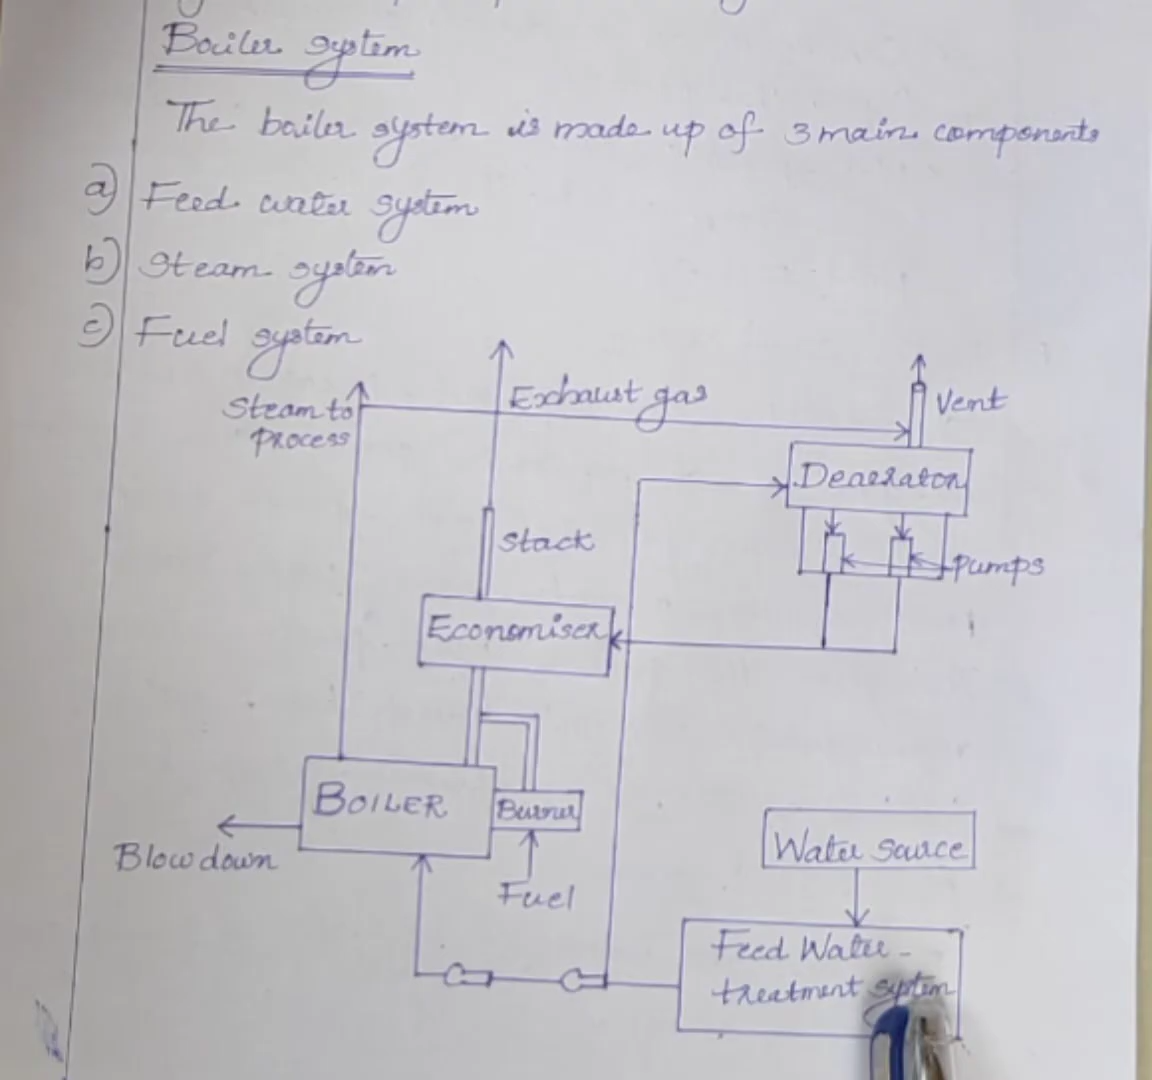 Boiler system
The boiler system is made up of 3 main components
a) Feed water system
b) Steam system
c) Fuel system
Steam to
process
Exhaust gas
Vent
Deaerator
Stack
Pumps
Economiser
BOILER
Burner
Blow down
Fuel
Water source
Feed Water -
treatment system